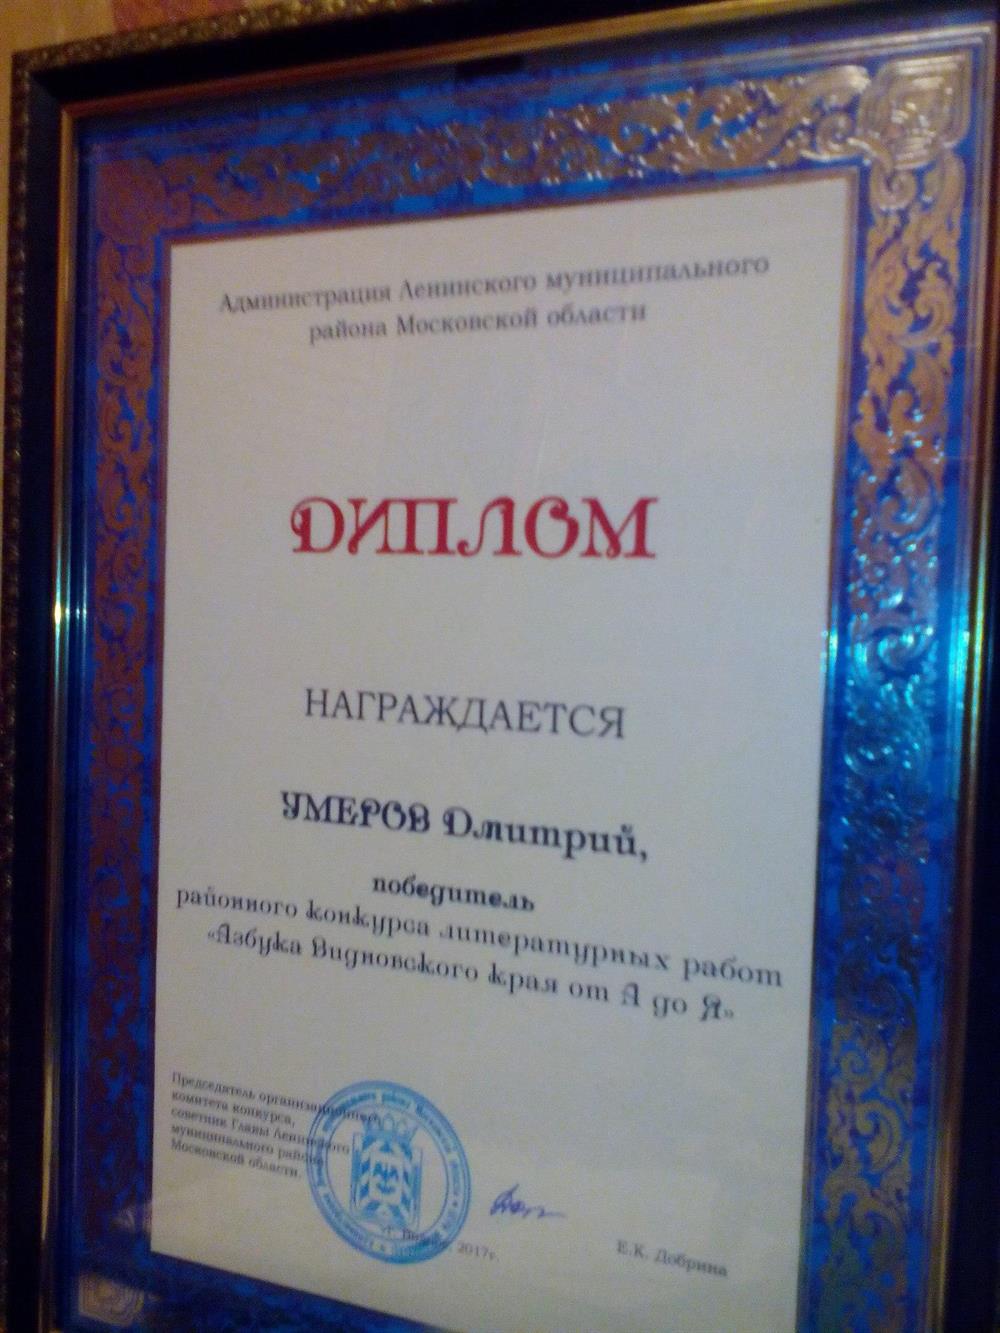 Администрация Ленинского муниципального
района Московской области
ДИПЛОМ
НАГРАЖДАЕТСЯ
УМЕРОВ Дмитрий,
победитель
районного конкурса литературных работ
«Азбука Видновского края от А до Я»
Председатель организационного
комитета конкурса,
советник Главы Ленинского
муниципального района
Московской области.
2017г.
Е.К. Добрина